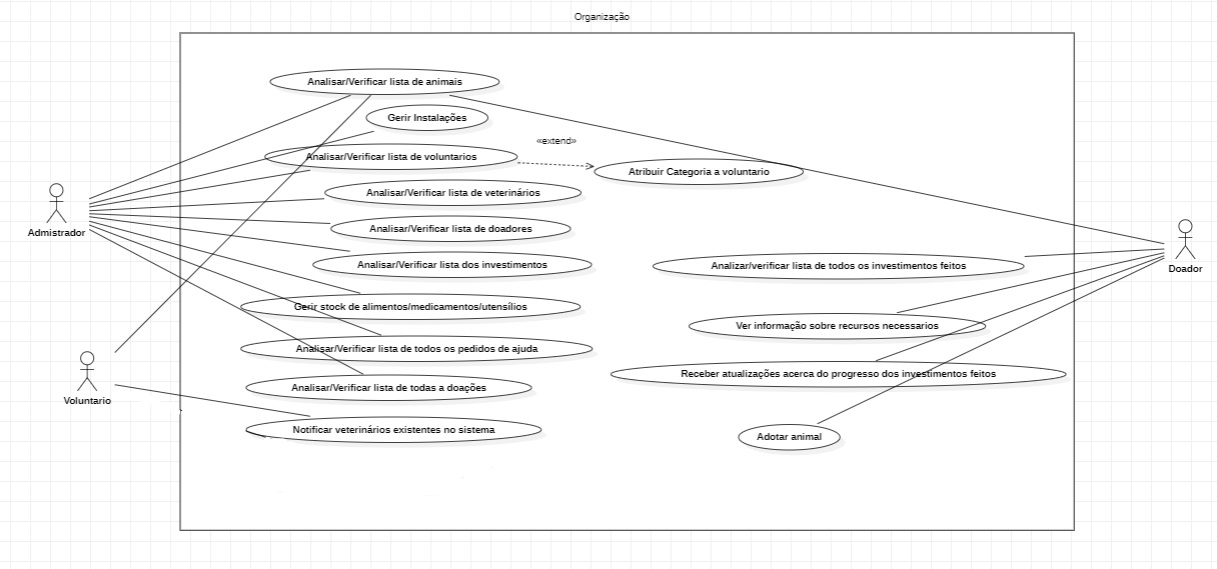 Organização
Analisar/Verificar lista de animais
Gerir Instalações
«extend»
Analisar/Verificar lista de voluntarios
Atribuir Categoria a voluntario
Analisar/Verificar lista de veterinários
Admistrador
Analisar/Verificar lista de doadores
Analisar/Verificar lista dos investimentos
Analizar/verificar lista de todos os investimentos feitos
Doador
Gerir stock de alimentos/medicamentos/utensílios
Ver informação sobre recursos necessarios
Analisar/Verificar lista de todos os pedidos de ajuda
Receber atualizações acerca do progresso dos investimentos feitos
Analisar/Verificar lista de todas a doações
Voluntario
Notificar veterinários existentes no sistema
Adotar animal